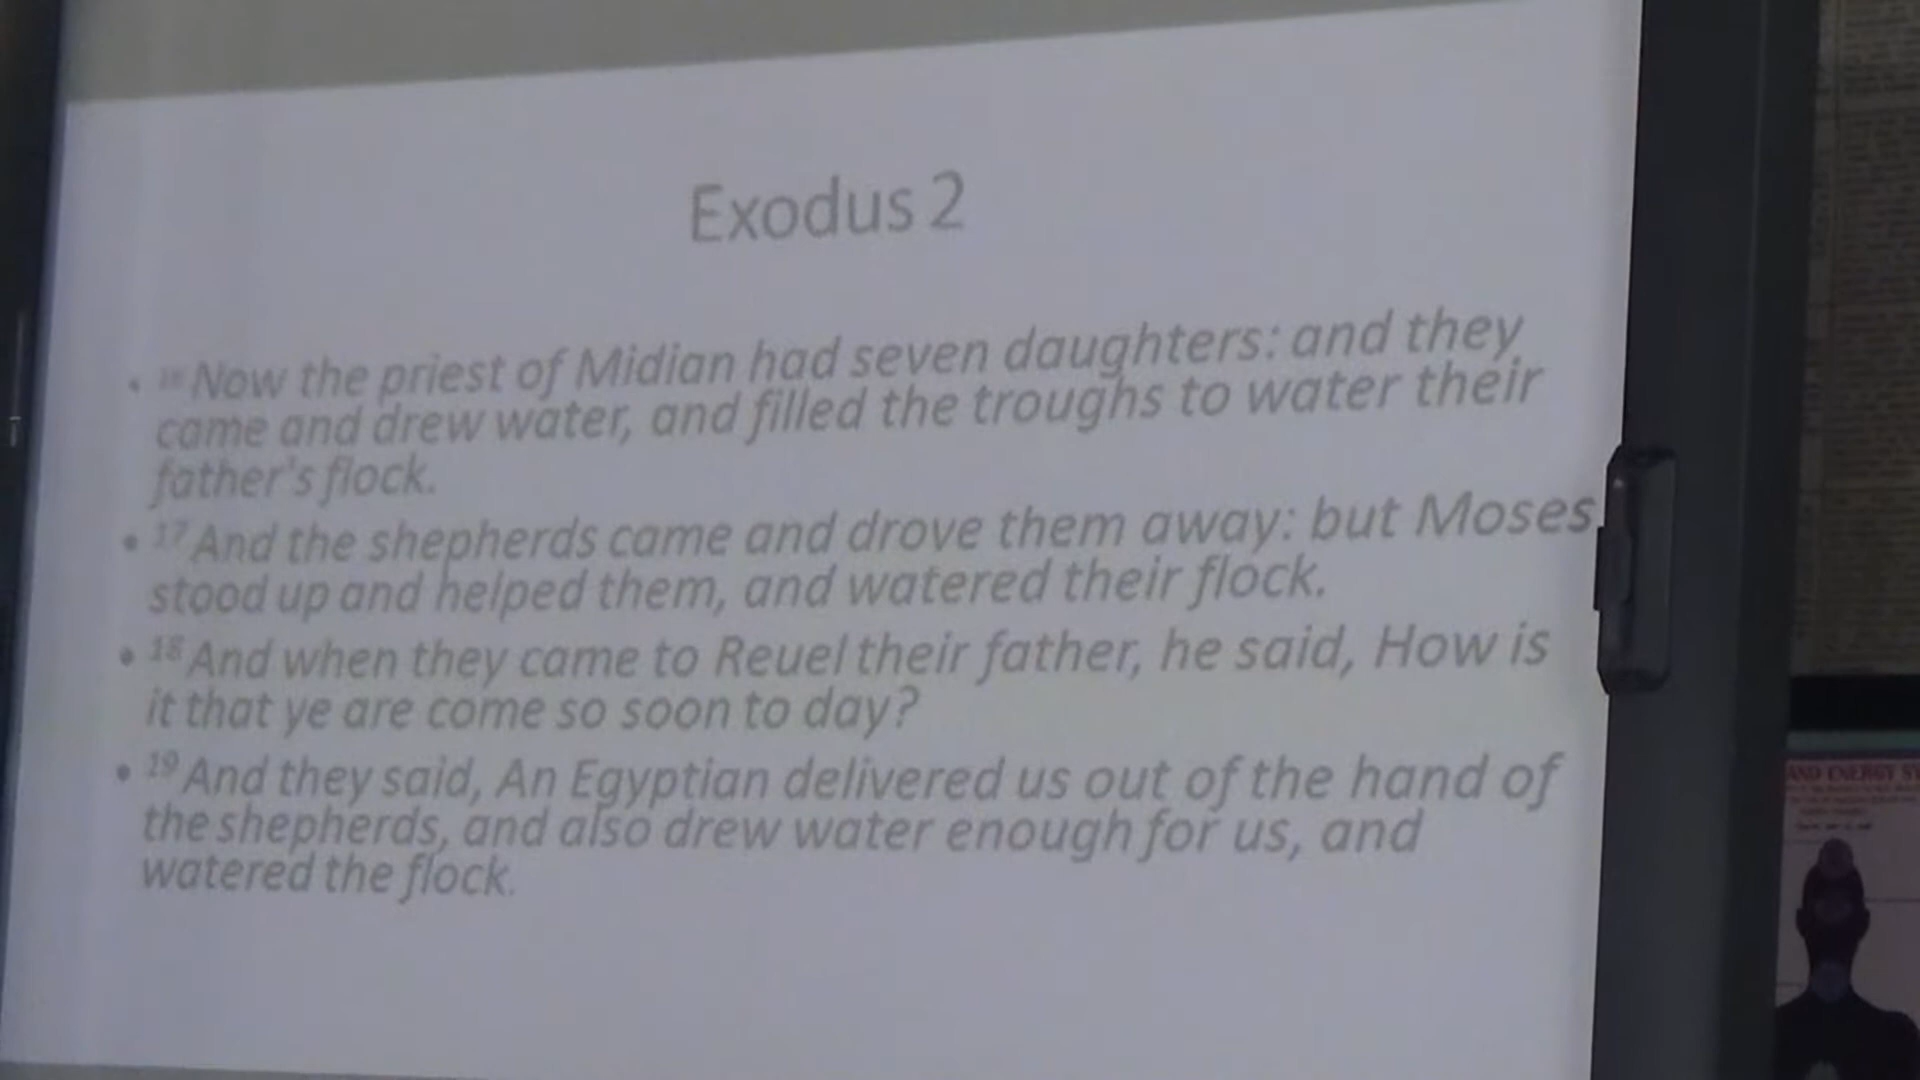 Exodus 2
• 16 Now the priest of Midian had seven daughters: and they
came and drew water, and filled the troughs to water their
father's flock.
• 17 And the shepherds came and drove them away: but Moses
stood up and helped them, and watered their flock.
• 18 And when they came to Reuel their father, he said, How is
it that ye are come so soon to day?
• 19 And they said, An Egyptian delivered us out of the hand of
the shepherds, and also drew water enough for us, and
watered the flock.
AND ENERGY